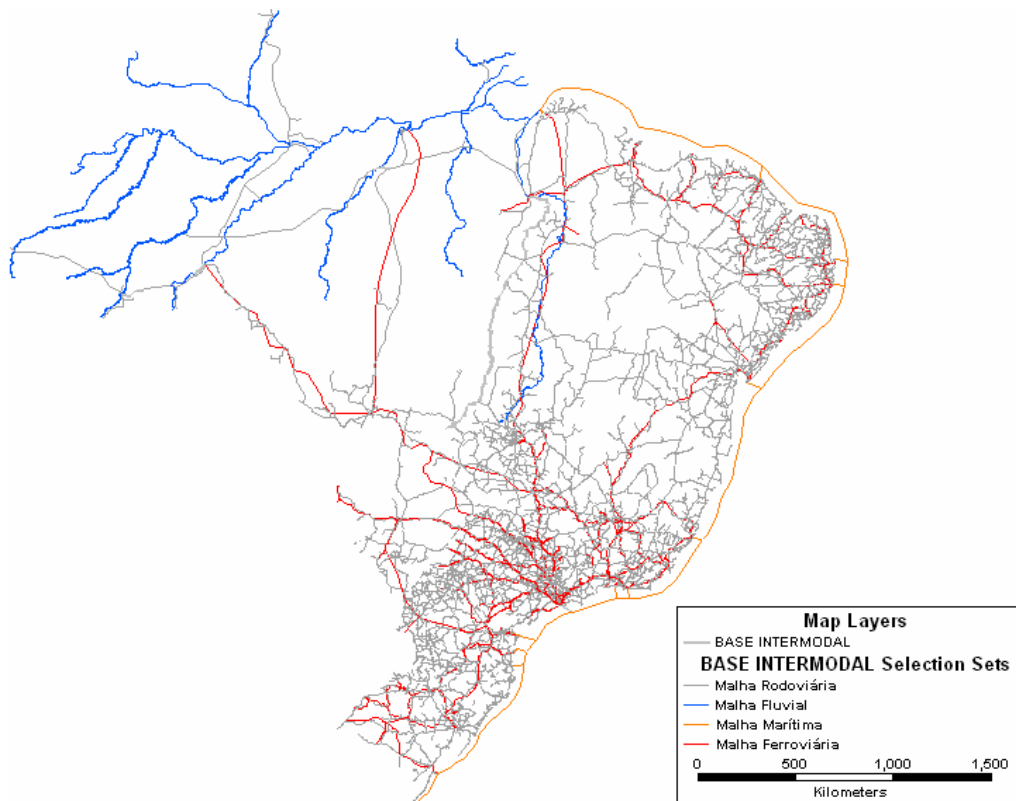 Map Layers
BASE INTERMODAL
BASE INTERMODAL Selection Sets
Malha Rodoviária
Malha Fluvial
Malha Marítima
Malha Ferroviária
0 500 1,000 1,500
Kilometers